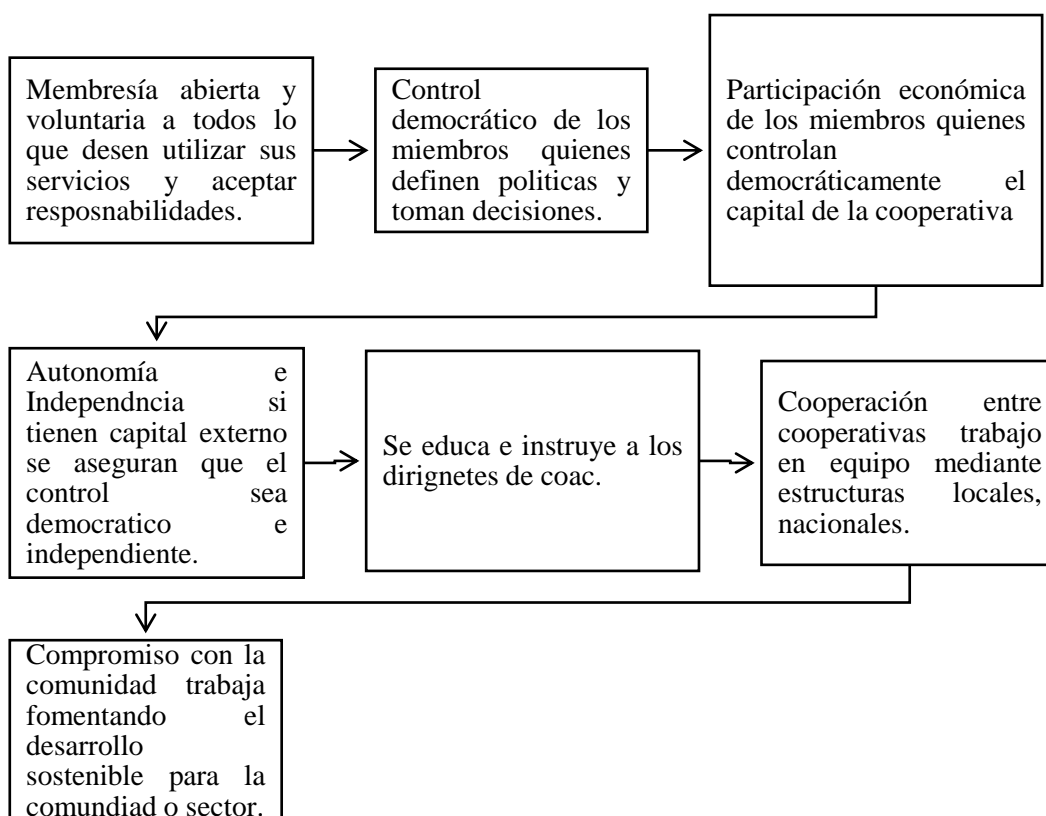 Membresía abierta y
voluntaria a todos lo
que desen utilizar sus
servicios y aceptar
resposnabilidades.
Control
democrático de los
miembros quienes
definen politicas y
toman decisiones.
Participación económica
de los miembros quienes
controlan
democráticamente el
capital de la cooperativa
Autonomía e
Independncia si
tienen capital externo
se aseguran que el
control sea
democratico e
independiente.
Se educa e instruye a los
dirignetes de coac.
Cooperación entre
cooperativas trabajo
en equipo mediante
estructuras locales,
nacionales.
Compromiso con la
comunidad trabaja
fomentando el
desarrollo
sostenible para la
comundiad o sector.